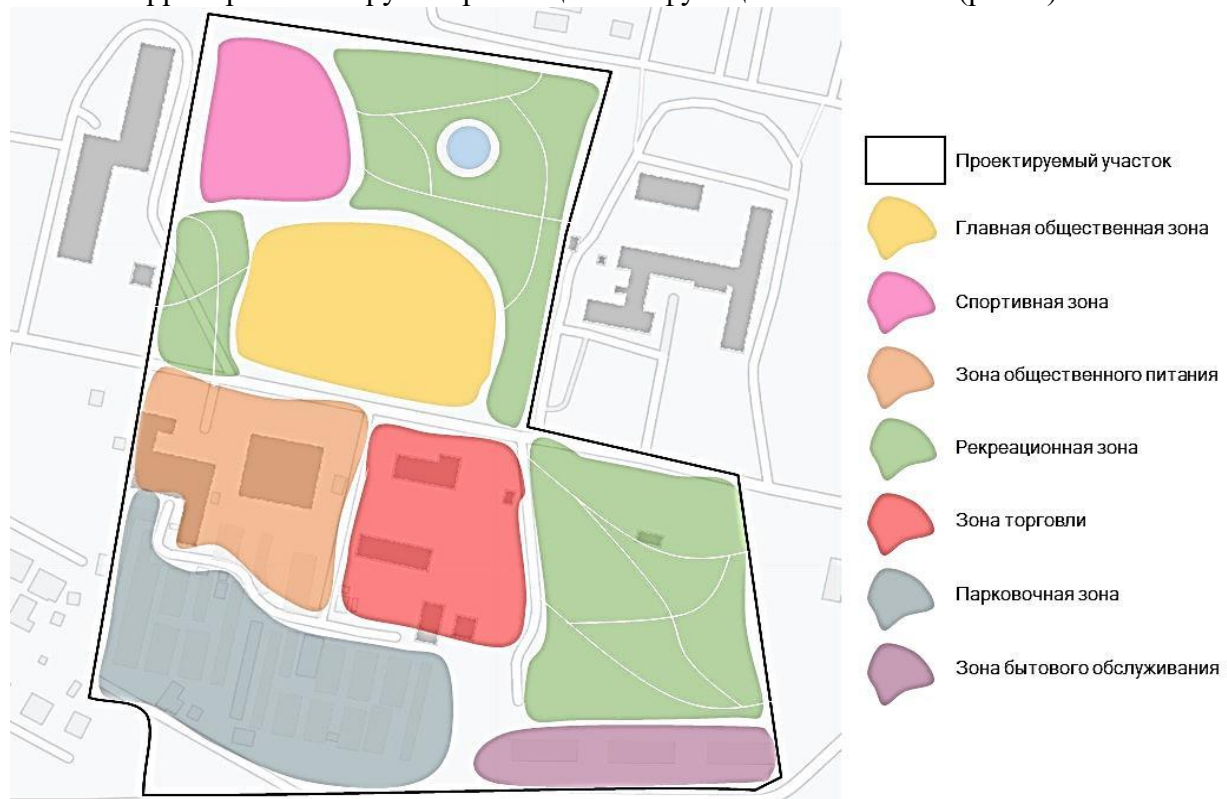 Проектируемый участок
Главная общественная зона
Спортивная зона
Зона общественного питания
Рекреационная зона
Зона торговли
Парковочная зона
Зона бытового обслуживания